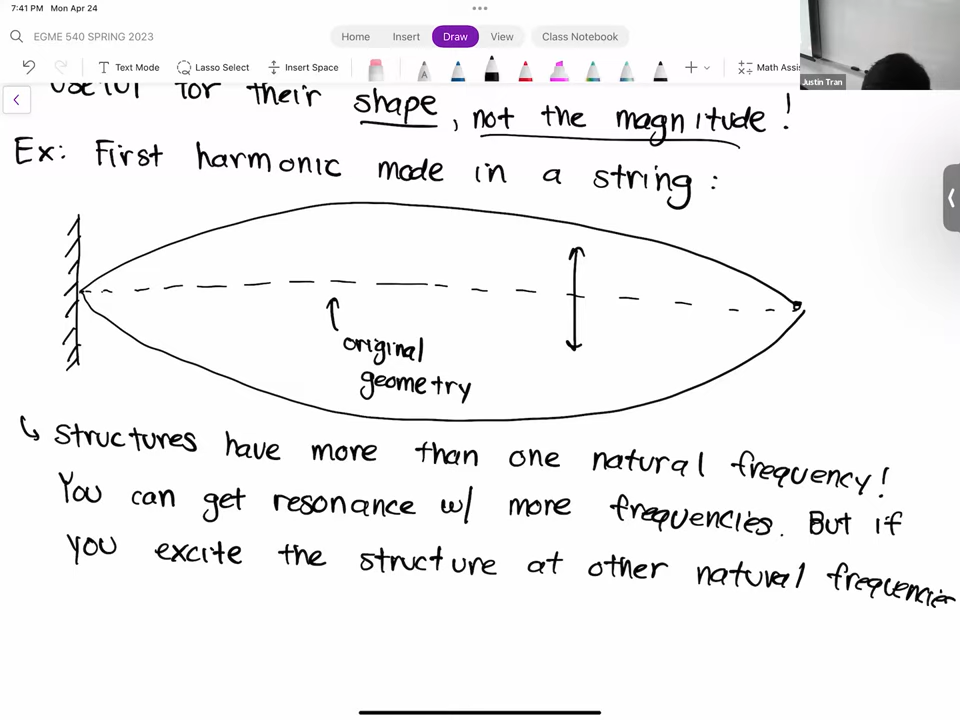 7:41 PM Mon Apr 24
EGME 540 SPRING 2023
Home Insert Draw View Class Notebook
Text Mode Lasso Select Insert Space Math Assis
Justin Tran
useful for their shape, not the magnitude!
Ex: First harmonic mode in a string:
original
geometry
↳ structures have more than one natural frequency!
You can get resonance w/ more frequencies. But if
you excite the structure at other natural frequencies